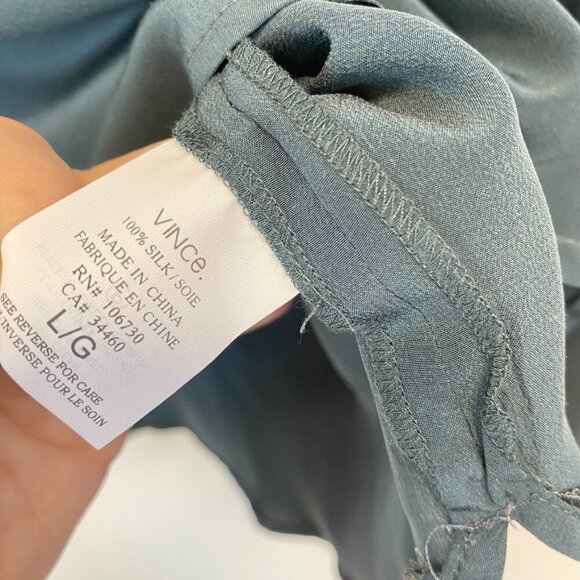 VINCe.
100% SILK / SOIE
MADE IN CHINA
FABRIQUE EN CHINE
RN# 106730
CA# 34460
L/G
SEE REVERSE FOR CARE
L'INVERSE POUR LE SOIN